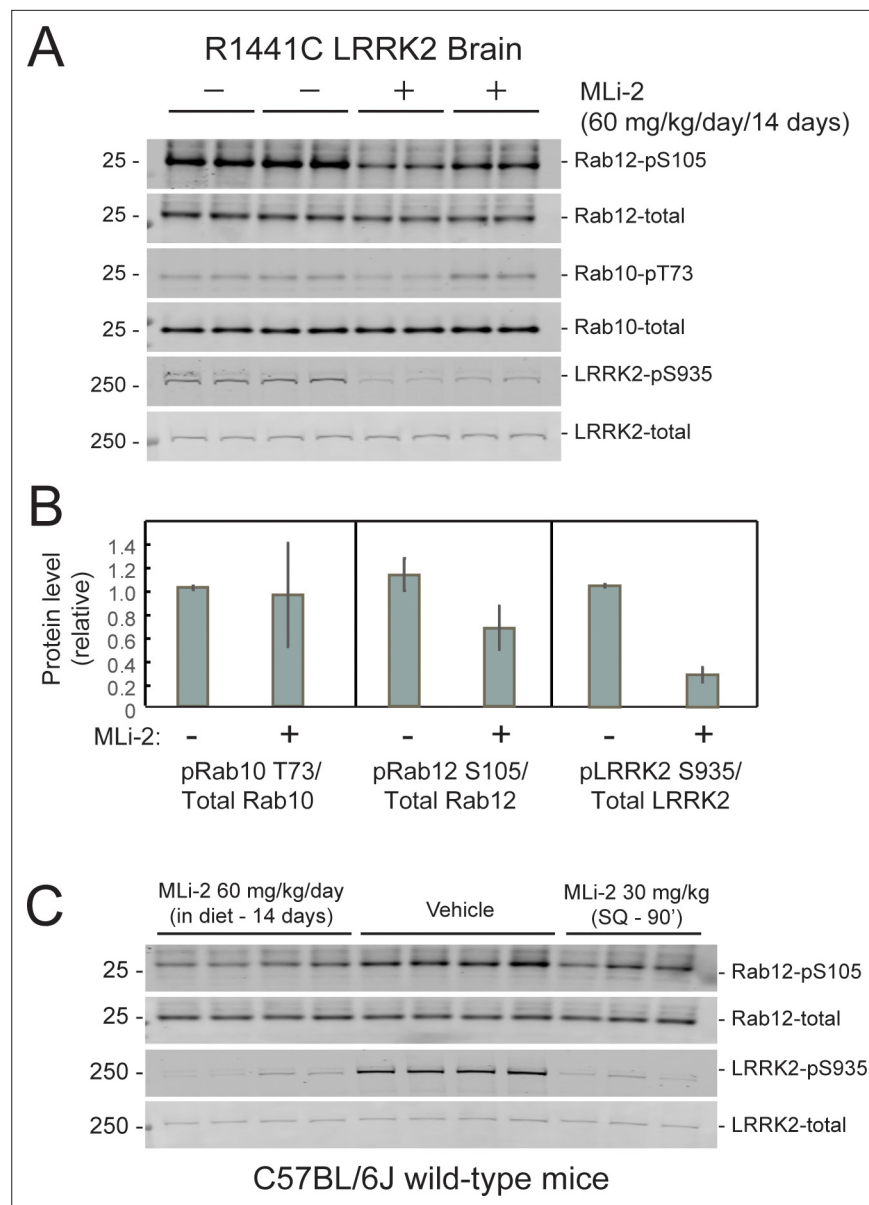 A
R1441C LRRK2 Brain
– – + + MLi-2
(60 mg/kg/day/14 days)
25 - - Rab12-pS105
25 - - Rab12-total
25 - - Rab10-pT73
25 - - Rab10-total
250 - - LRRK2-pS935
250 - - LRRK2-total
B
Protein level
(relative)
1.4
1.2
1.0
0.8
0.6
0.4
0.2
0
MLi-2: - + - + - +
pRab10 T73/ pRab12 S105/ pLRRK2 S935/
Total Rab10 Total Rab12 Total LRRK2
C
MLi-2 60 mg/kg/day
(in diet - 14 days)
Vehicle
MLi-2 30 mg/kg
(SQ - 90')
25 - - Rab12-pS105
25 - - Rab12-total
250 - - LRRK2-pS935
250 - - LRRK2-total
C57BL/6J wild-type mice